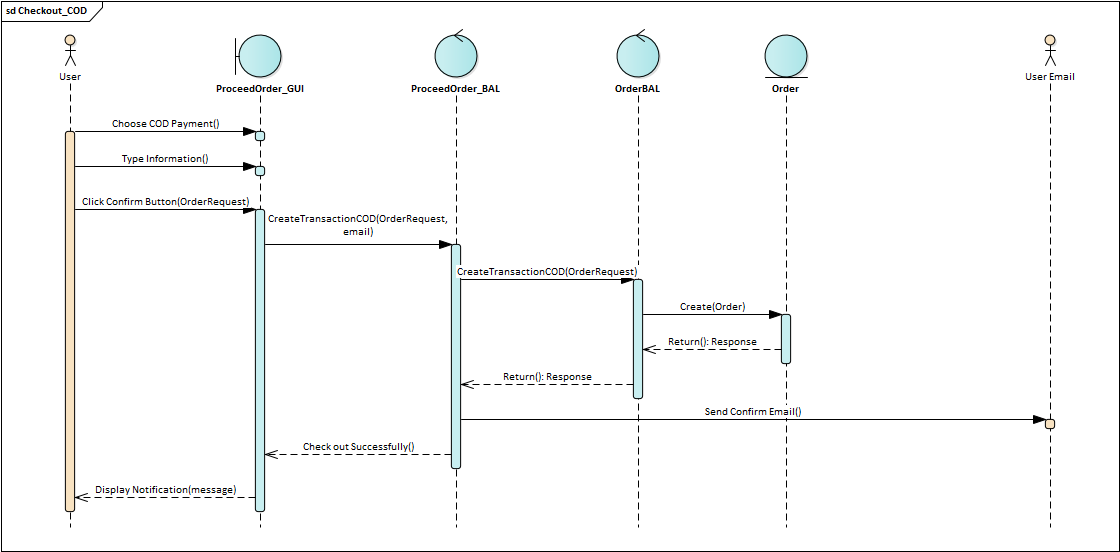 sd Checkout_COD
User
ProceedOrder_GUI
ProceedOrder_BAL
OrderBAL
Order
User Email
Choose COD Payment()
Type Information()
Click Confirm Button(OrderRequest)
CreateTransactionCOD(OrderRequest,
email)
CreateTransactionCOD(OrderRequest)
Create(Order)
Return(): Response
Return(): Response
Send Confirm Email()
Check out Successfully()
Display Notification(message)